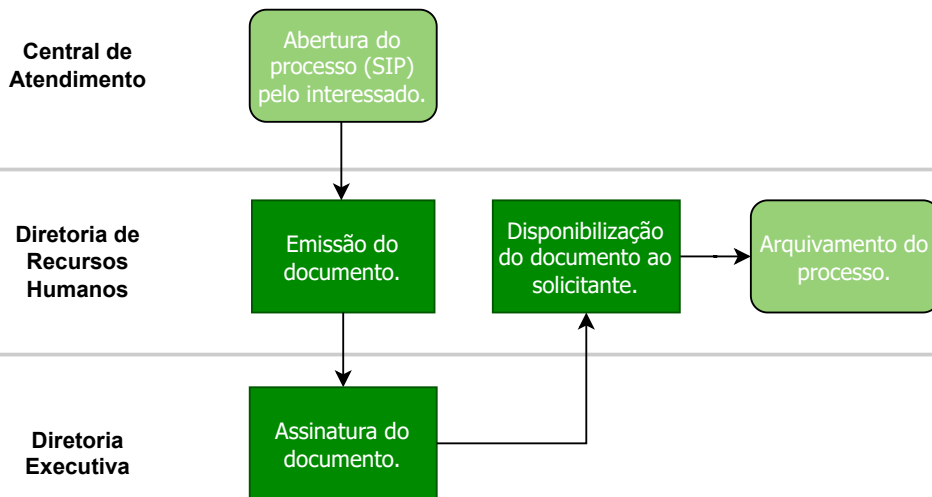 Central de
Atendimento
Abertura do
processo (SIP)
pelo interessado.
Diretoria de
Recursos
Humanos
Emissão do
documento.
Disponibilização
do documento ao
solicitante.
Arquivamento do
processo.
Diretoria
Executiva
Assinatura do
documento.